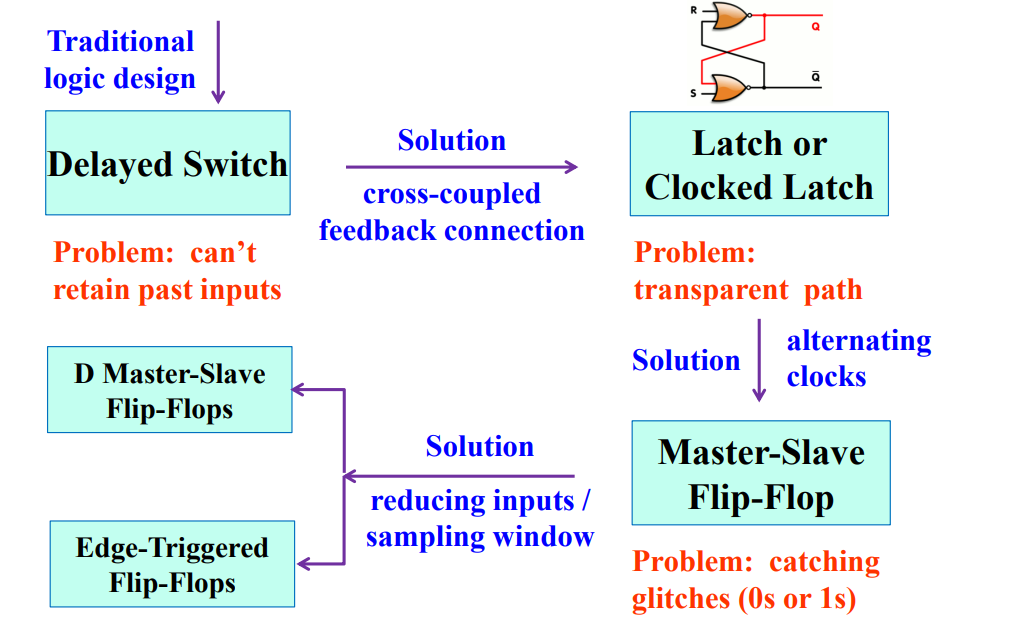 Traditional
logic design
R
Q
S
Q̄
Delayed Switch
Solution
cross-coupled
feedback connection
Latch or
Clocked Latch
Problem: can’t
retain past inputs
Problem:
transparent path
Solution
alternating
clocks
D Master-Slave
Flip-Flops
Solution
reducing inputs /
sampling window
Master-Slave
Flip-Flop
Edge-Triggered
Flip-Flops
Problem: catching
glitches (0s or 1s)